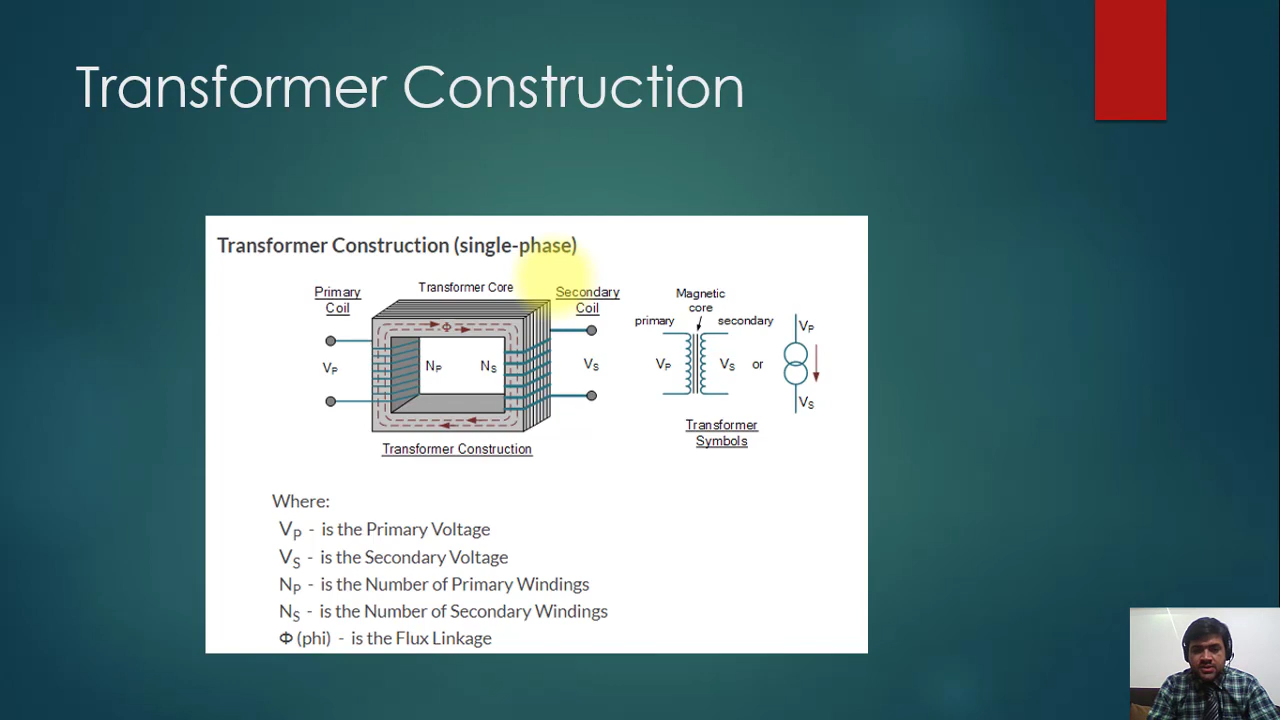 Transformer Construction
Transformer Construction (single-phase)
Primary
Coil
Transformer Core
Secondary
Coil
Φ
VP
NP
NS
VS
Transformer Construction
Magnetic
core
primary
secondary
VP
VS
or
VP
VS
Transformer
Symbols
Where:
VP - is the Primary Voltage
VS - is the Secondary Voltage
NP - is the Number of Primary Windings
NS - is the Number of Secondary Windings
Φ (phi) - is the Flux Linkage